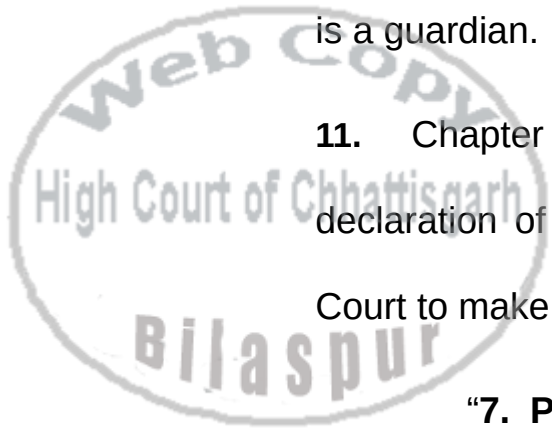 is a guardian.
11. Chapter
declaration of
Court to make
“7. P
Web Copy
High Court of Chhattisgarh
Bilaspur